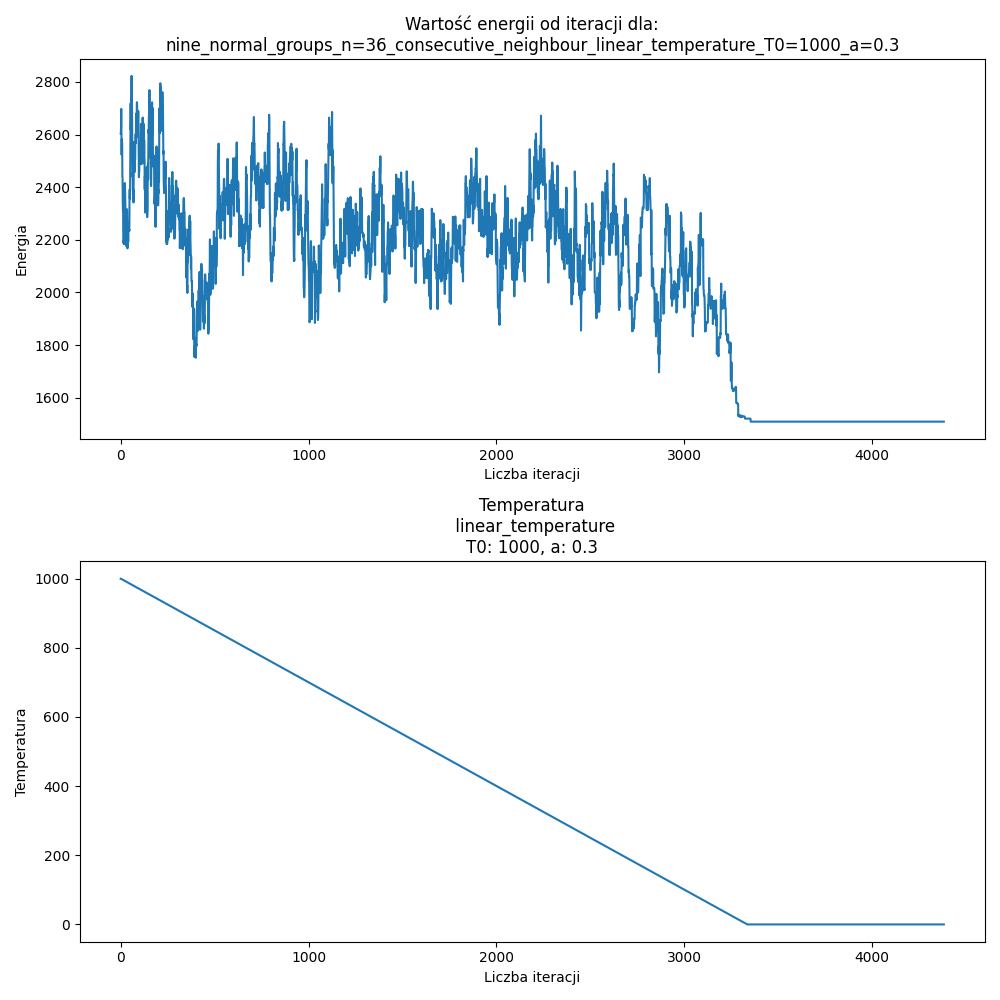 Wartość energii od iteracji dla:
nine_normal_groups_n=36_consecutive_neighbour_linear_temperature_T0=1000_a=0.3
2800
2600
2400
2200
2000
1800
1600
Energia
0 1000 2000 3000 4000
Liczba iteracji
Temperatura
linear_temperature
T0: 1000, a: 0.3
1000
800
600
400
200
0
Temperatura
0 1000 2000 3000 4000
Liczba iteracji